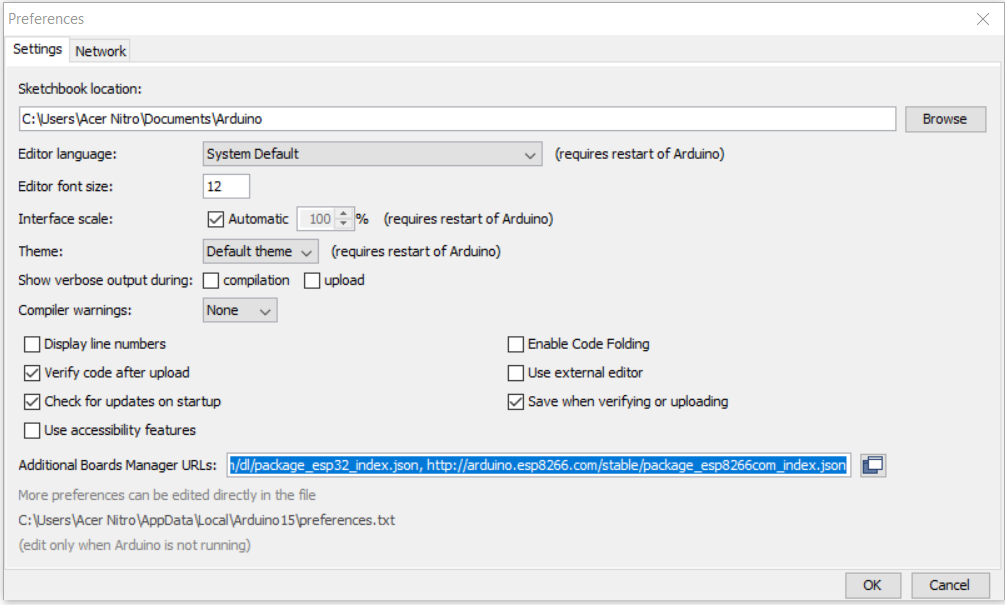 Preferences
Settings Network
Sketchbook location:
C:\Users\Acer Nitro\Documents\Arduino Browse
Editor language: System Default (requires restart of Arduino)
Editor font size: 12
Interface scale: Automatic 100 % (requires restart of Arduino)
Theme: Default theme (requires restart of Arduino)
Show verbose output during: compilation upload
Compiler warnings: None
Display line numbers Enable Code Folding
Verify code after upload Use external editor
Check for updates on startup Save when verifying or uploading
Use accessibility features
Additional Boards Manager URLs: /dl/package_esp32_index.json, http://arduino.esp8266.com/stable/package_esp8266com_index.json
More preferences can be edited directly in the file
C:\Users\Acer Nitro\AppData\Local\Arduino15\preferences.txt
(edit only when Arduino is not running)
OK Cancel